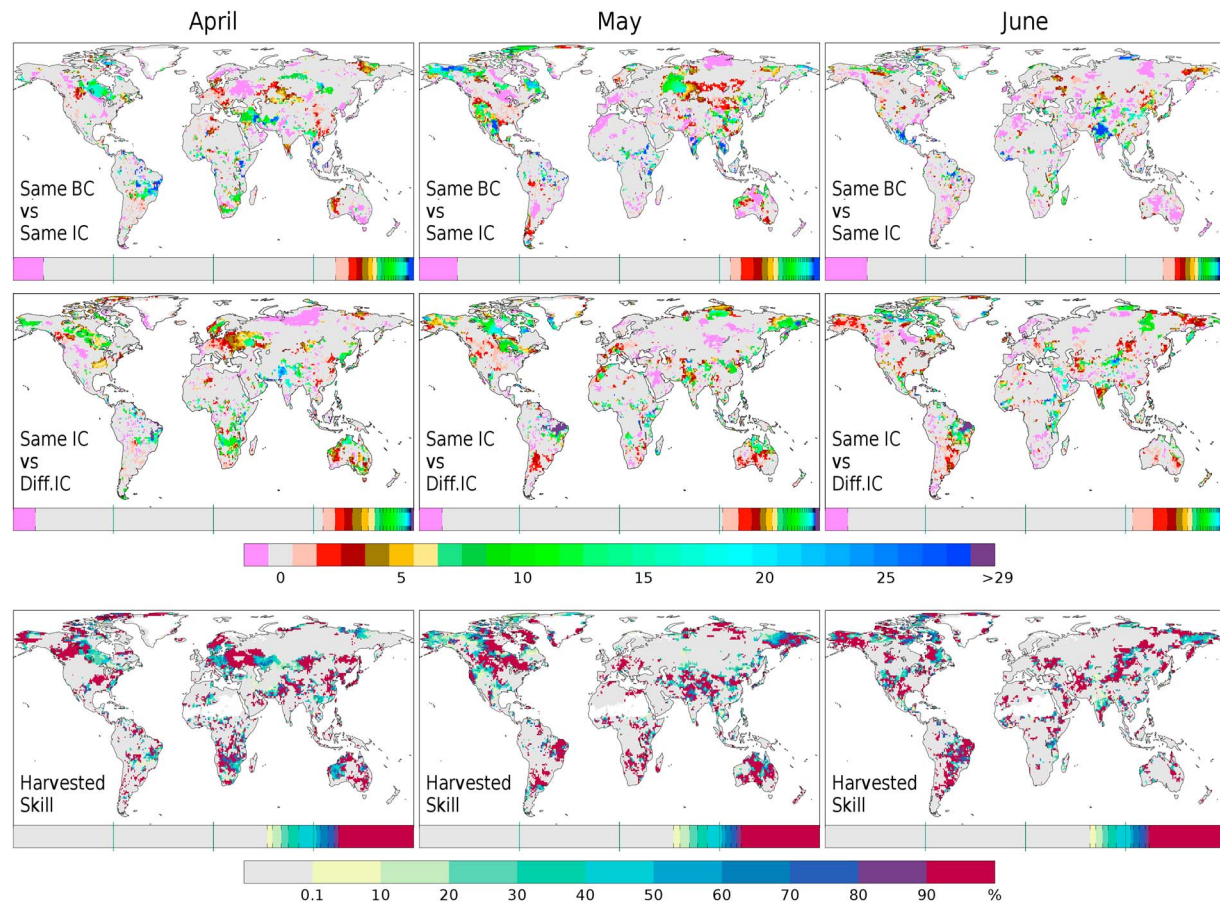 April May June
Same BC
vs
Same IC
Same BC
vs
Same IC
Same BC
vs
Same IC
Same IC
vs
Diff.IC
Same IC
vs
Diff.IC
Same IC
vs
Diff.IC
0 5 10 15 20 25 >29
Harvested
Skill
Harvested
Skill
Harvested
Skill
0.1 10 20 30 40 50 60 70 80 90 %